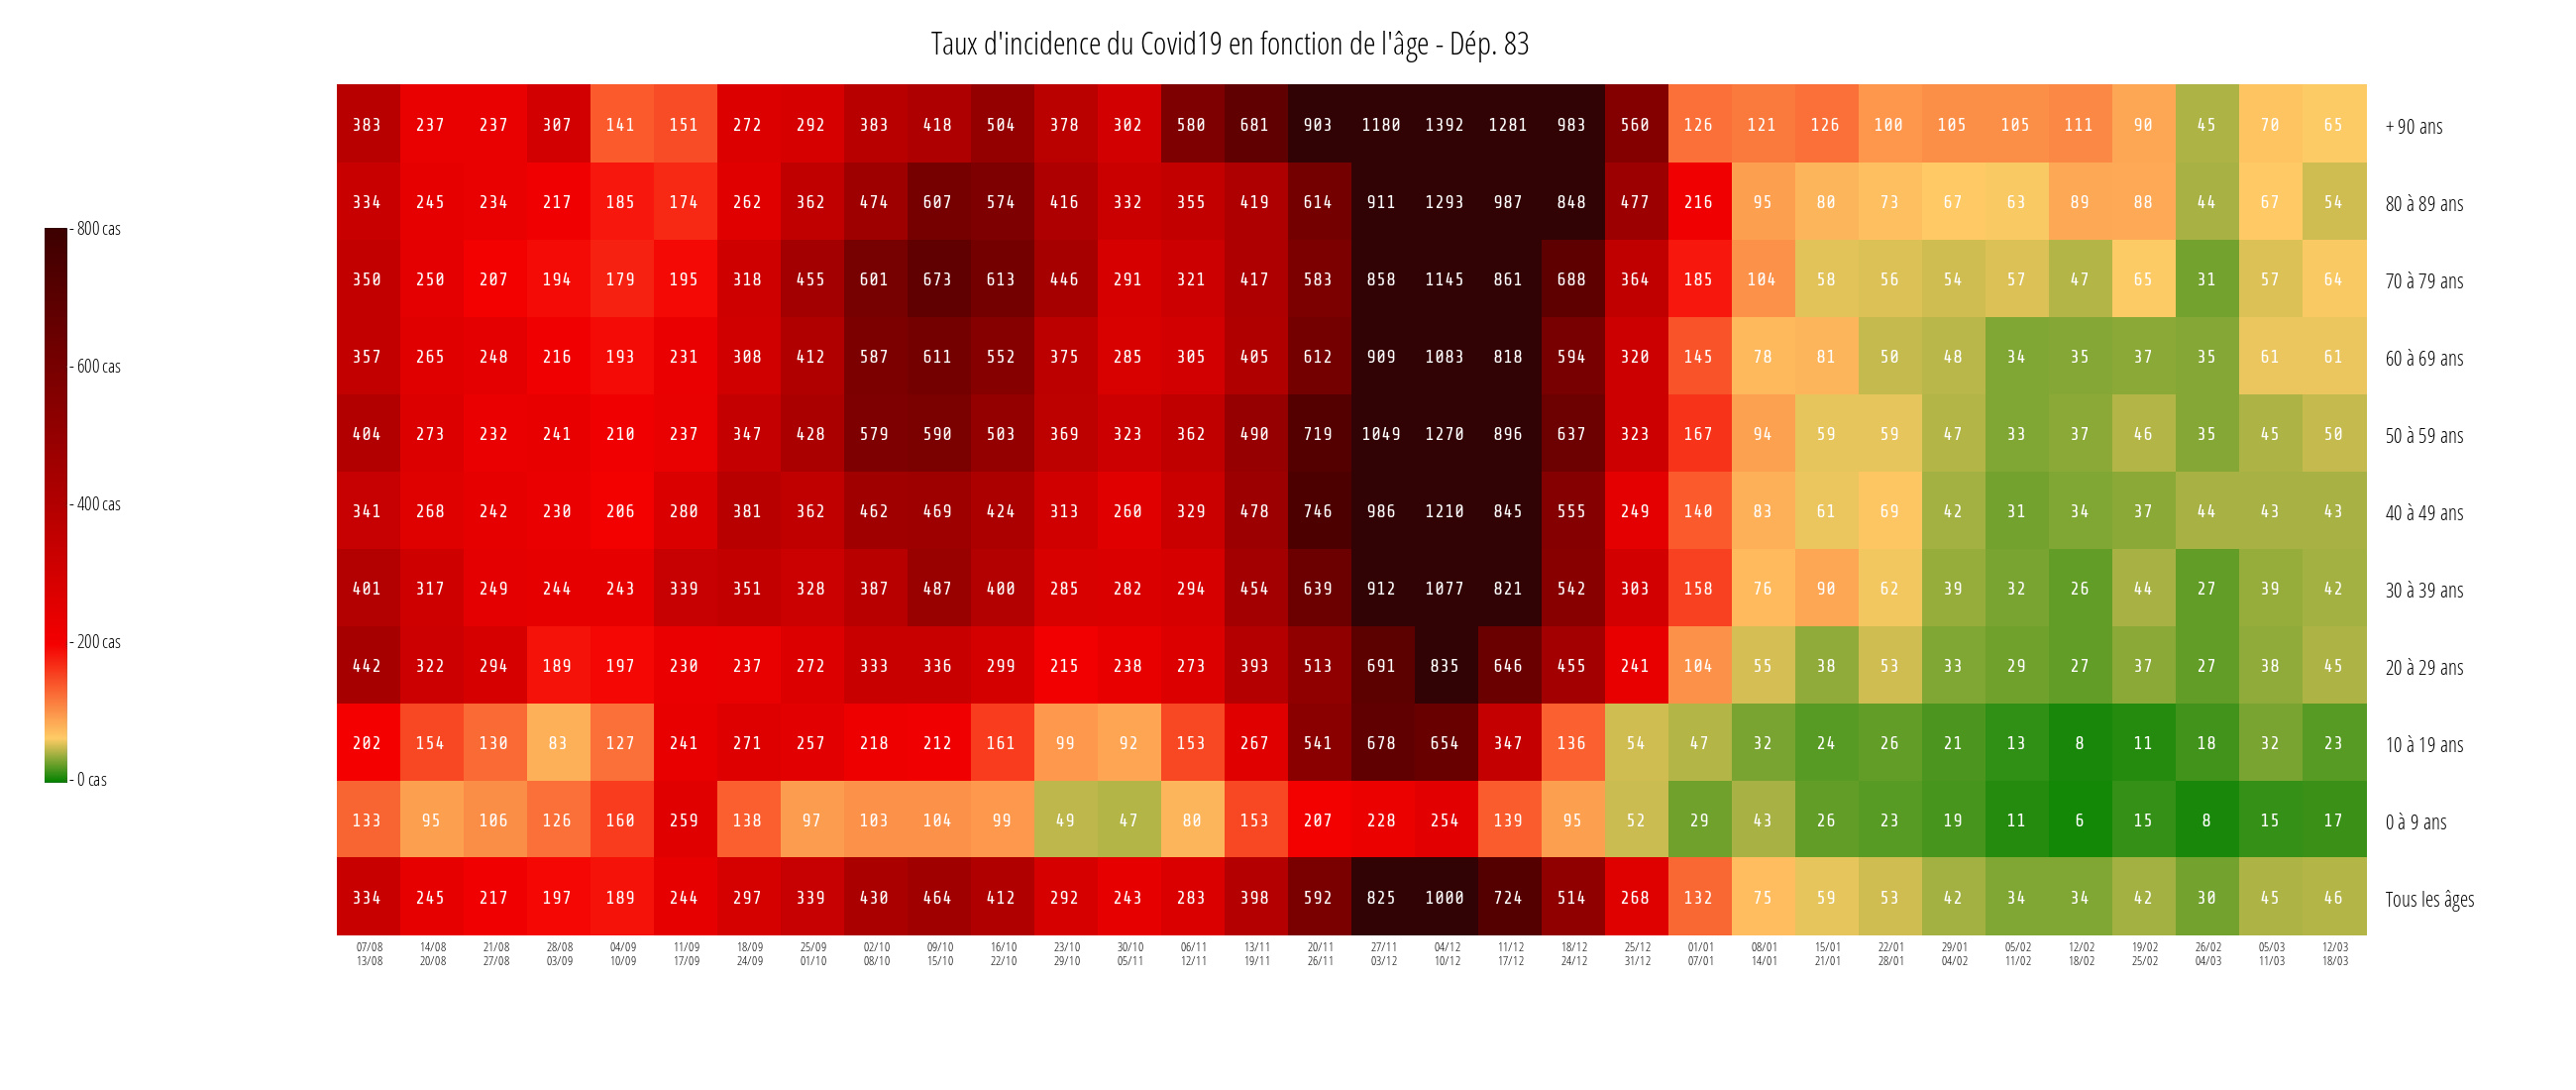 Taux d'incidence du Covid19 en fonction de l'âge - Dép. 83
383 237 237 307 141 151 272 292 383 418 504 378 302 580 681 903 1180 1392 1281 983 560 126 121 126 100 105 105 111 90 45 70 65 + 90 ans
334 245 234 217 185 174 262 362 474 607 574 416 332 355 419 614 911 1293 987 848 477 216 95 80 73 67 63 89 88 44 67 54 80 à 89 ans
- 800 cas
350 250 207 194 179 195 318 455 601 673 613 446 291 321 417 583 858 1145 861 688 364 185 104 58 56 54 57 47 65 31 57 64 70 à 79 ans
357 265 248 216 193 231 308 412 587 611 552 375 285 305 405 612 909 1083 818 594 320 145 78 81 50 48 34 35 37 35 61 61 60 à 69 ans
- 600 cas
404 273 232 241 210 237 347 428 579 590 503 369 323 362 490 719 1049 1270 896 637 323 167 94 59 59 47 33 37 46 35 45 50 50 à 59 ans
- 400 cas
341 268 242 230 206 280 381 362 462 469 424 313 260 329 478 746 986 1210 845 555 249 140 83 61 69 42 31 34 37 44 43 43 40 à 49 ans
401 317 249 244 243 339 351 328 387 487 400 285 282 294 454 639 912 1077 821 542 303 158 76 90 62 39 32 26 44 27 39 42 30 à 39 ans
- 200 cas
442 322 294 189 197 230 237 272 333 336 299 215 238 273 393 513 691 835 646 455 241 104 55 38 53 33 29 27 37 27 38 45 20 à 29 ans
202 154 130 83 127 241 271 257 218 212 161 99 92 153 267 541 678 654 347 136 54 47 32 24 26 21 13 8 11 18 32 23 10 à 19 ans
- 0 cas
133 95 106 126 160 259 138 97 103 104 99 49 47 80 153 207 228 254 139 95 52 29 43 26 23 19 11 6 15 8 15 17 0 à 9 ans
334 245 217 197 189 244 297 339 430 464 412 292 243 283 398 592 825 1000 724 514 268 132 75 59 53 42 34 34 42 30 45 46 Tous les âges
07/08 14/08 21/08 28/08 04/09 11/09 18/09 25/09 02/10 09/10 16/10 23/10 30/10 06/11 13/11 20/11 27/11 04/12 11/12 18/12 25/12 01/01 08/01 15/01 22/01 29/01 05/02 12/02 19/02 26/02 05/03 12/03
13/08 20/08 27/08 03/09 10/09 17/09 24/09 01/10 08/10 15/10 22/10 29/10 05/11 12/11 19/11 26/11 03/12 10/12 17/12 24/12 31/12 07/01 14/01 21/01 28/01 04/02 11/02 18/02 25/02 04/03 11/03 18/03